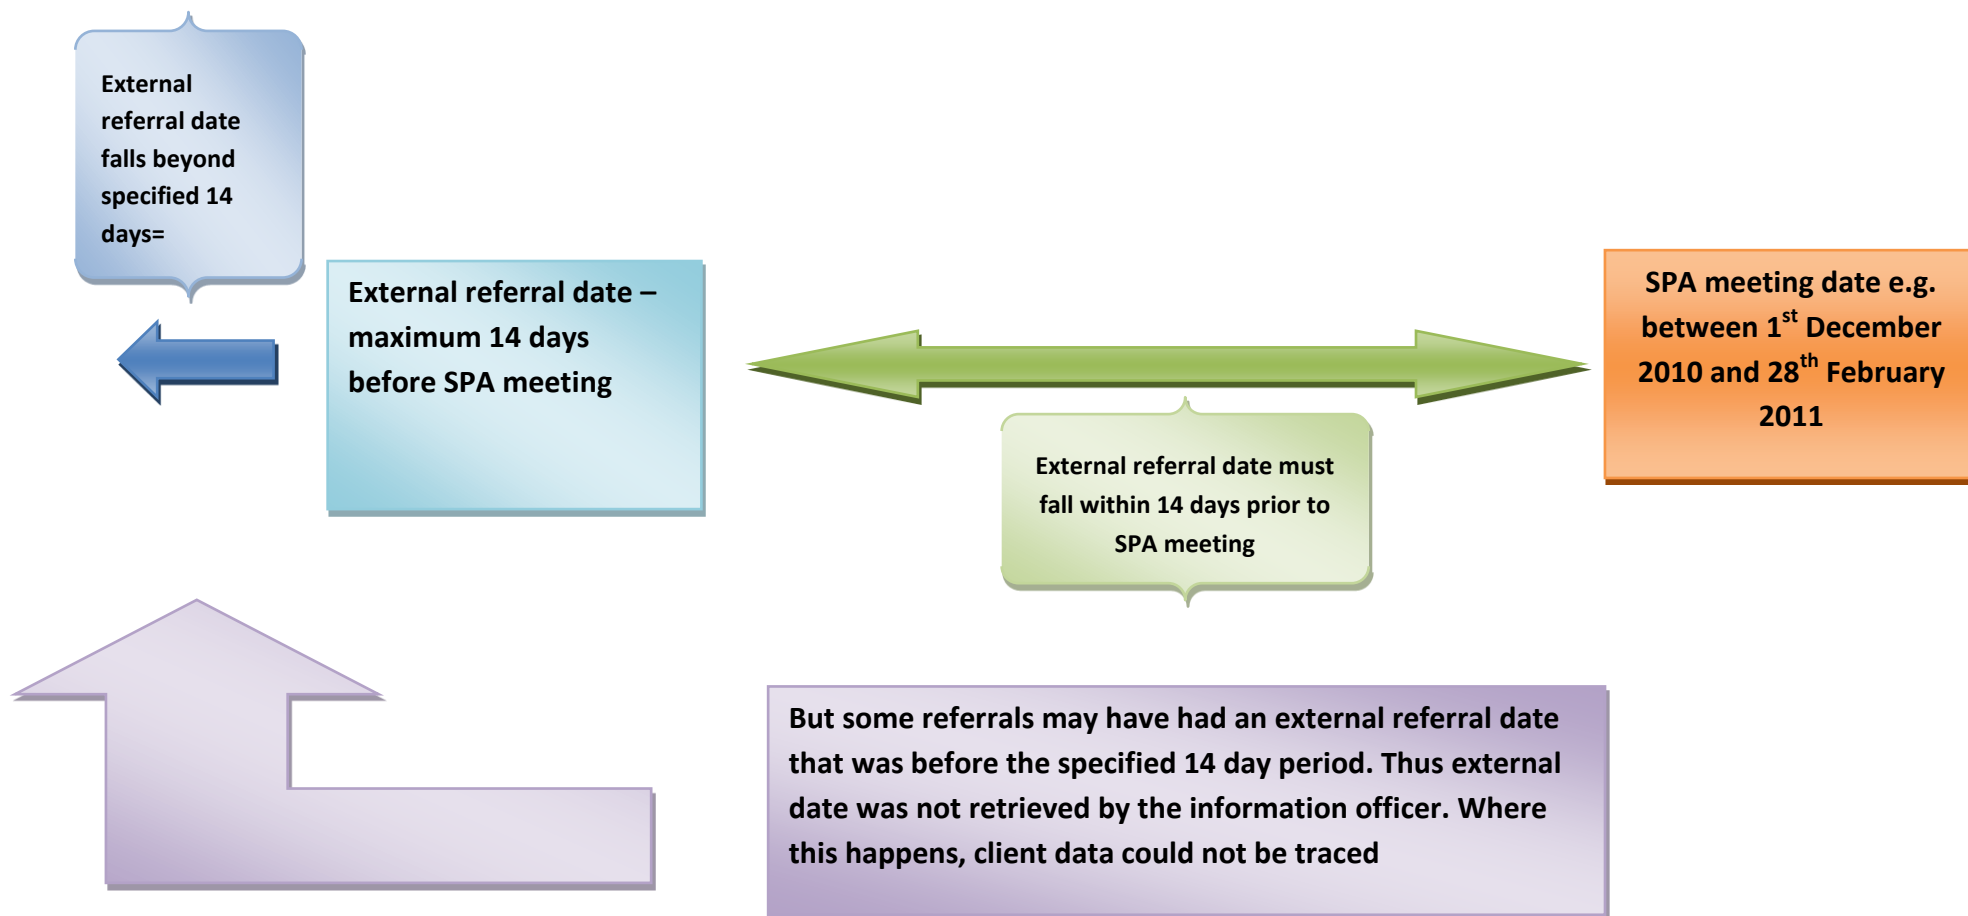 External
referral date
falls beyond
specified 14
days=
External referral date –
maximum 14 days
before SPA meeting
SPA meeting date e.g.
between 1st December
2010 and 28th February
2011
External referral date must
fall within 14 days prior to
SPA meeting
But some referrals may have had an external referral date
that was before the specified 14 day period. Thus external
date was not retrieved by the information officer. Where
this happens, client data could not be traced